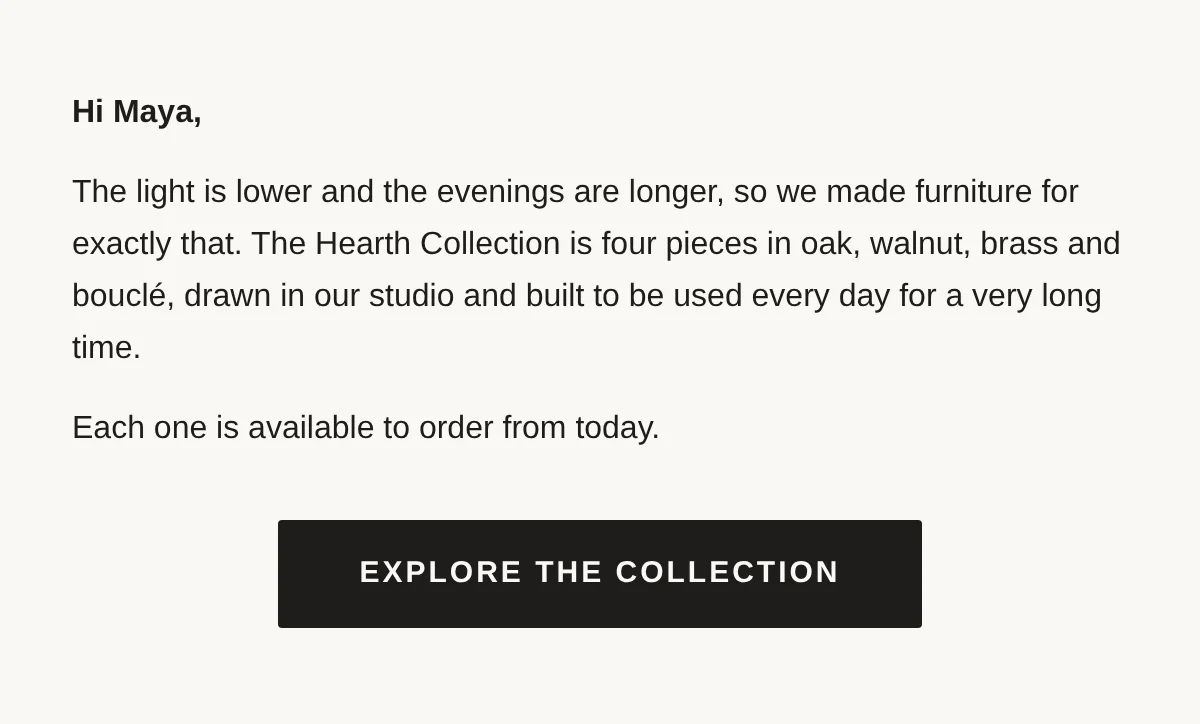 Hi Maya,
The light is lower and the evenings are longer, so we made furniture for
exactly that. The Hearth Collection is four pieces in oak, walnut, brass and
bouclé, drawn in our studio and built to be used every day for a very long
time.
Each one is available to order from today.
EXPLORE THE COLLECTION